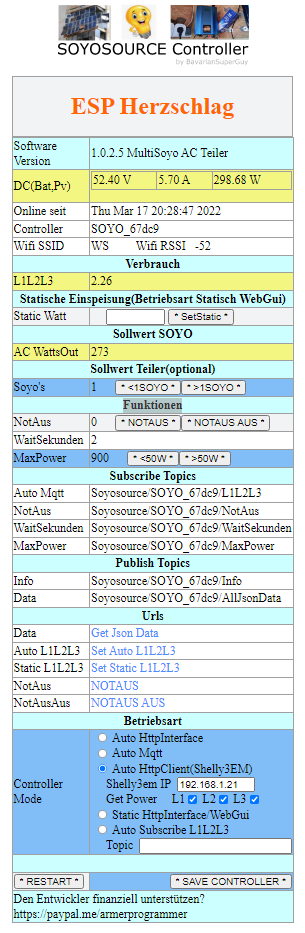 SOYOSOURCE Controller
by BavarianSuperGuy
ESP Herzschlag
Software Version 1.0.2.5 MultiSoyo AC Teiler
DC(Bat,Pv) 52.40 V 5.70 A 298.68 W
Online seit Thu Mar 17 20:28:47 2022
Controller SOYO_67dc9
Wifi SSID WS Wifi RSSI -52
Verbrauch
L1L2L3 2.26
Statische Einspeisung(Betriebsart Statisch WebGui)
Static Watt * SetStatic *
Sollwert SOYO
AC WattsOut 273
Sollwert Teiler(optional)
Soyo's 1 * <1SOYO * * >1SOYO *
Funktionen
NotAus 0 * NOTAUS * * NOTAUS AUS *
WaitSekunden 2
MaxPower 900 * <50W * * >50W *
Subscribe Topics
Auto Mqtt Soyosource/SOYO_67dc9/L1L2L3
NotAus Soyosource/SOYO_67dc9/NotAus
WaitSekunden Soyosource/SOYO_67dc9/WaitSekunden
MaxPower Soyosource/SOYO_67dc9/MaxPower
Publish Topics
Info Soyosource/SOYO_67dc9/Info
Data Soyosource/SOYO_67dc9/AllJsonData
Urls
Data Get Json Data
Auto L1L2L3 Set Auto L1L2L3
Static L1L2L3 Set Static L1L2L3
NotAus NOTAUS
NotAusAus NOTAUS AUS
Betriebsart
Controller Mode
Auto HttpInterface
Auto Mqtt
Auto HttpClient(Shelly3EM)
Shelly3em IP 192.168.1.21
Get Power L1 L2 L3
Static HttpInterface/WebGui
Auto Subscribe L1L2L3
Topic
* RESTART * * SAVE CONTROLLER *
Den Entwickler finanziell unterstützen?
https://paypal.me/armerprogrammer